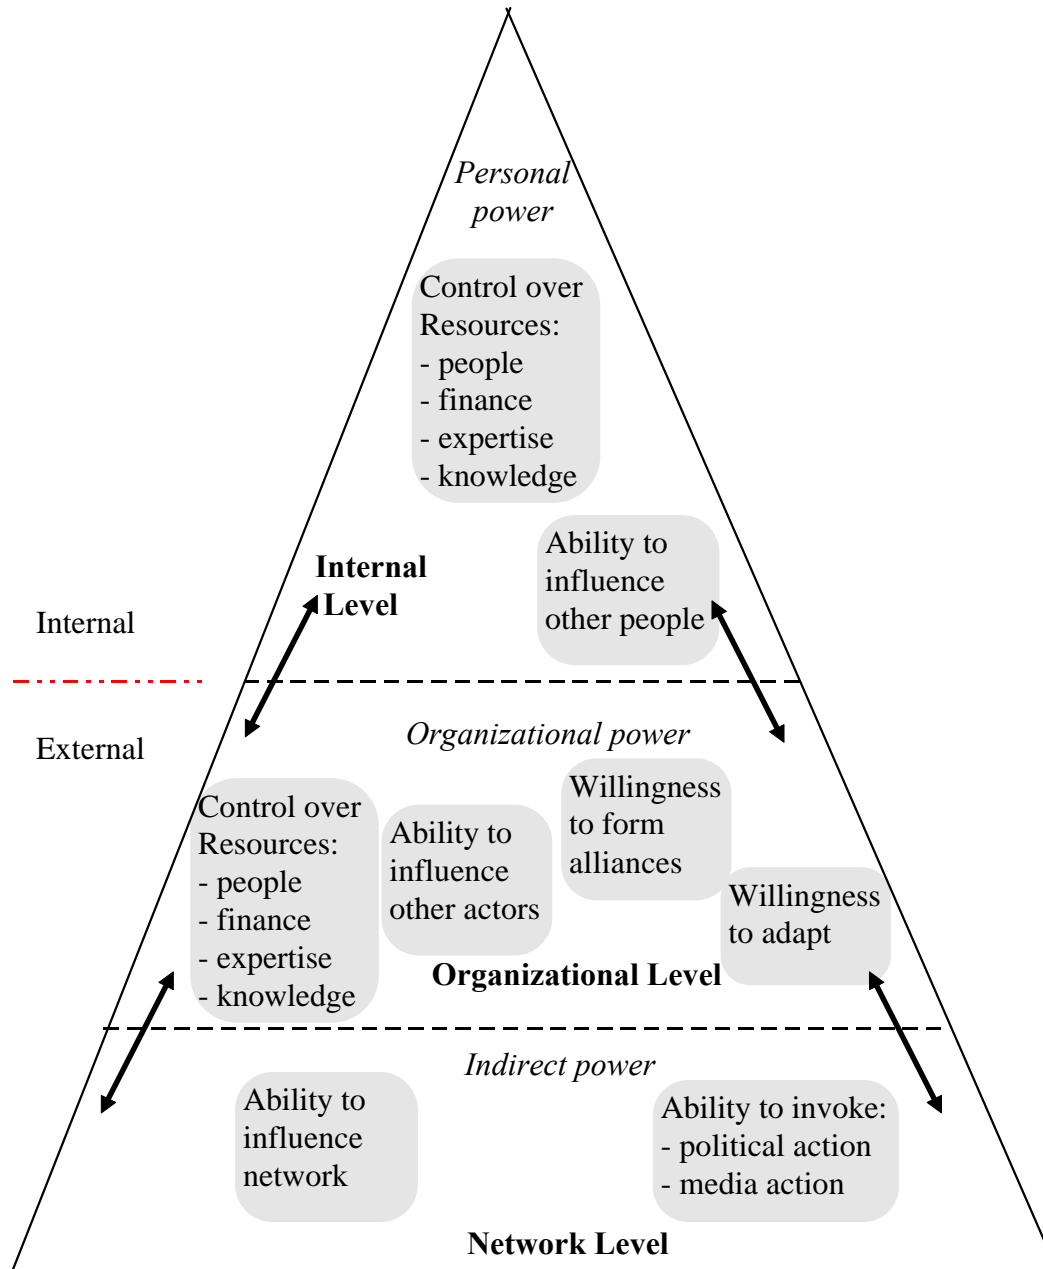 Personal
power
Control over
Resources:
- people
- finance
- expertise
- knowledge
Ability to
influence
other people
Internal
Level
Internal
External
Organizational power
Control over
Resources:
- people
- finance
- expertise
- knowledge
Ability to
influence
other actors
Willingness
to form
alliances
Willingness
to adapt
Organizational Level
Indirect power
Ability to
influence
network
Ability to invoke:
- political action
- media action
Network Level